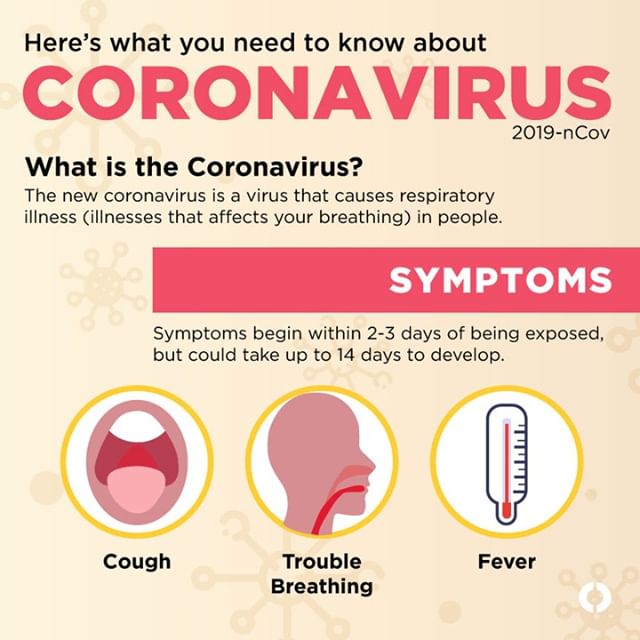 Here's what you need to know about
CORONAVIRUS
2019-nCov
What is the Coronavirus?
The new coronavirus is a virus that causes respiratory
illness (illnesses that affects your breathing) in people.
SYMPTOMS
Symptoms begin within 2-3 days of being exposed,
but could take up to 14 days to develop.
Cough
Trouble
Breathing
Fever